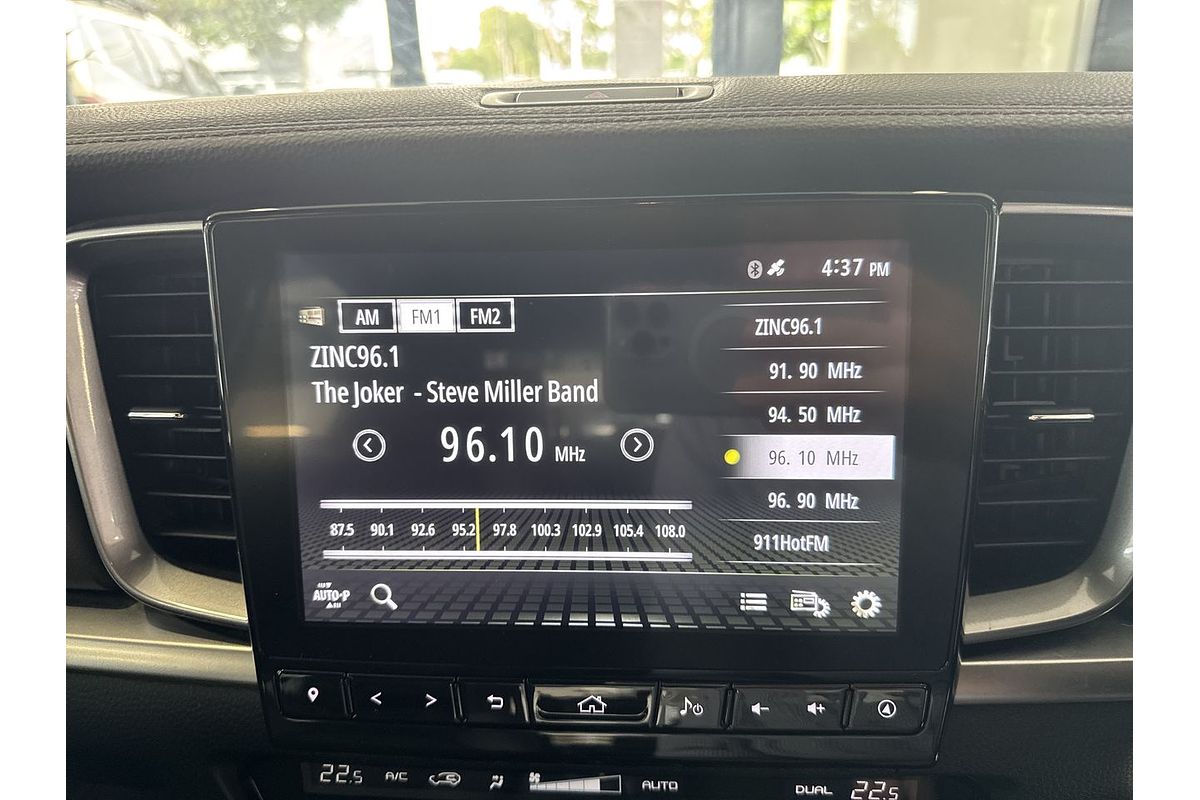 4:37 PM
AM FM1 FM2
ZINC96.1
The Joker - Steve Miller Band
96.10 MHz
87.5 90.1 92.6 95.2 97.8 100.3 102.9 105.4 108.0
AUTO-P
ZINC96.1
91. 90 MHz
94. 50 MHz
96. 10 MHz
96. 90 MHz
911HotFM
22.5 A/C AUTO DUAL 22.5